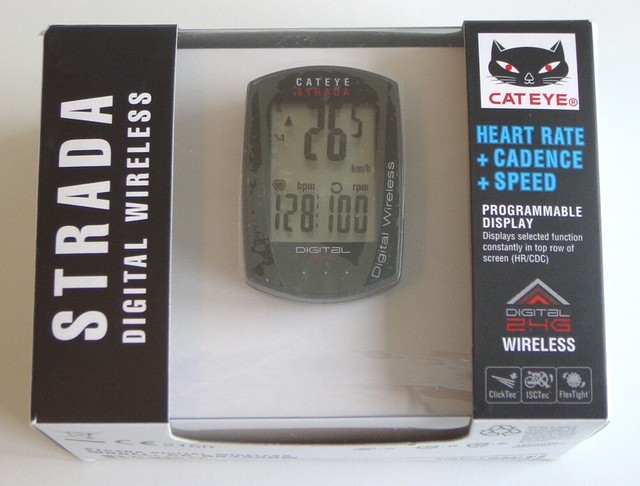 STRADA
DIGITAL WIRELESS
CATEYE
STRADA
26.5
km/h
bpm
rpm
128
100
DIGITAL
Digital Wireless
CATEYE®
HEART RATE
+ CADENCE
+ SPEED
PROGRAMMABLE
DISPLAY
Displays selected function
constantly in top row of
screen (HR/CDC)
DIGITAL
2.4G
WIRELESS
ClickTec
ISCTec
FlexTight